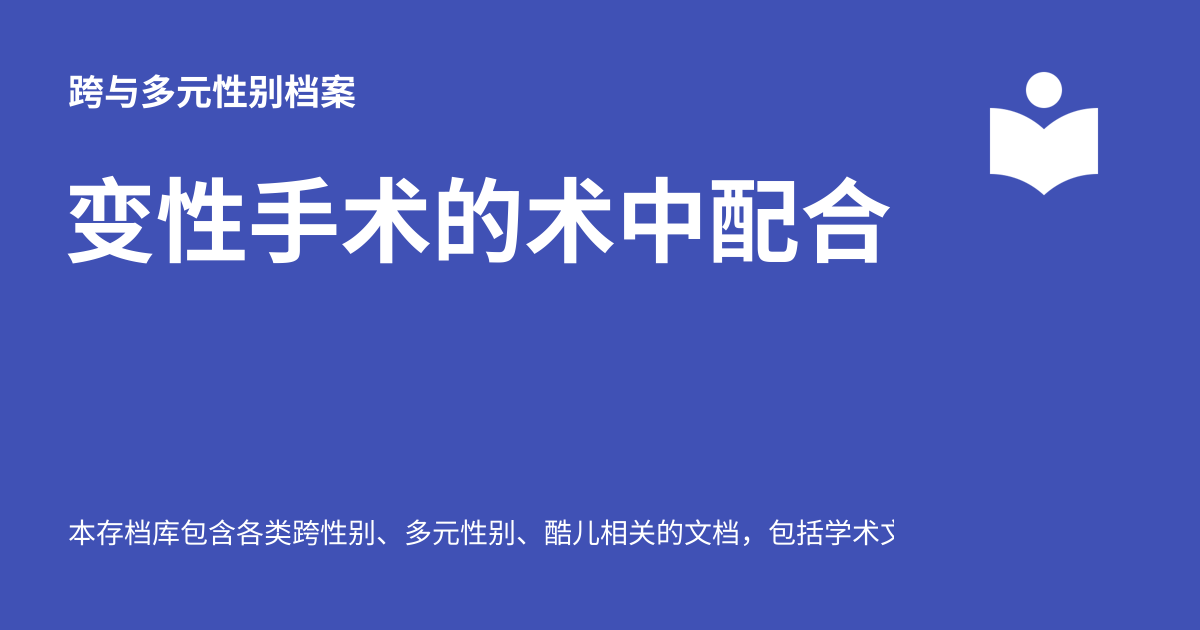 跨与多元性别档案
变性手术的术中配合
本存档库包含各类跨性别、多元性别、酷儿相关的文档，包括学术文